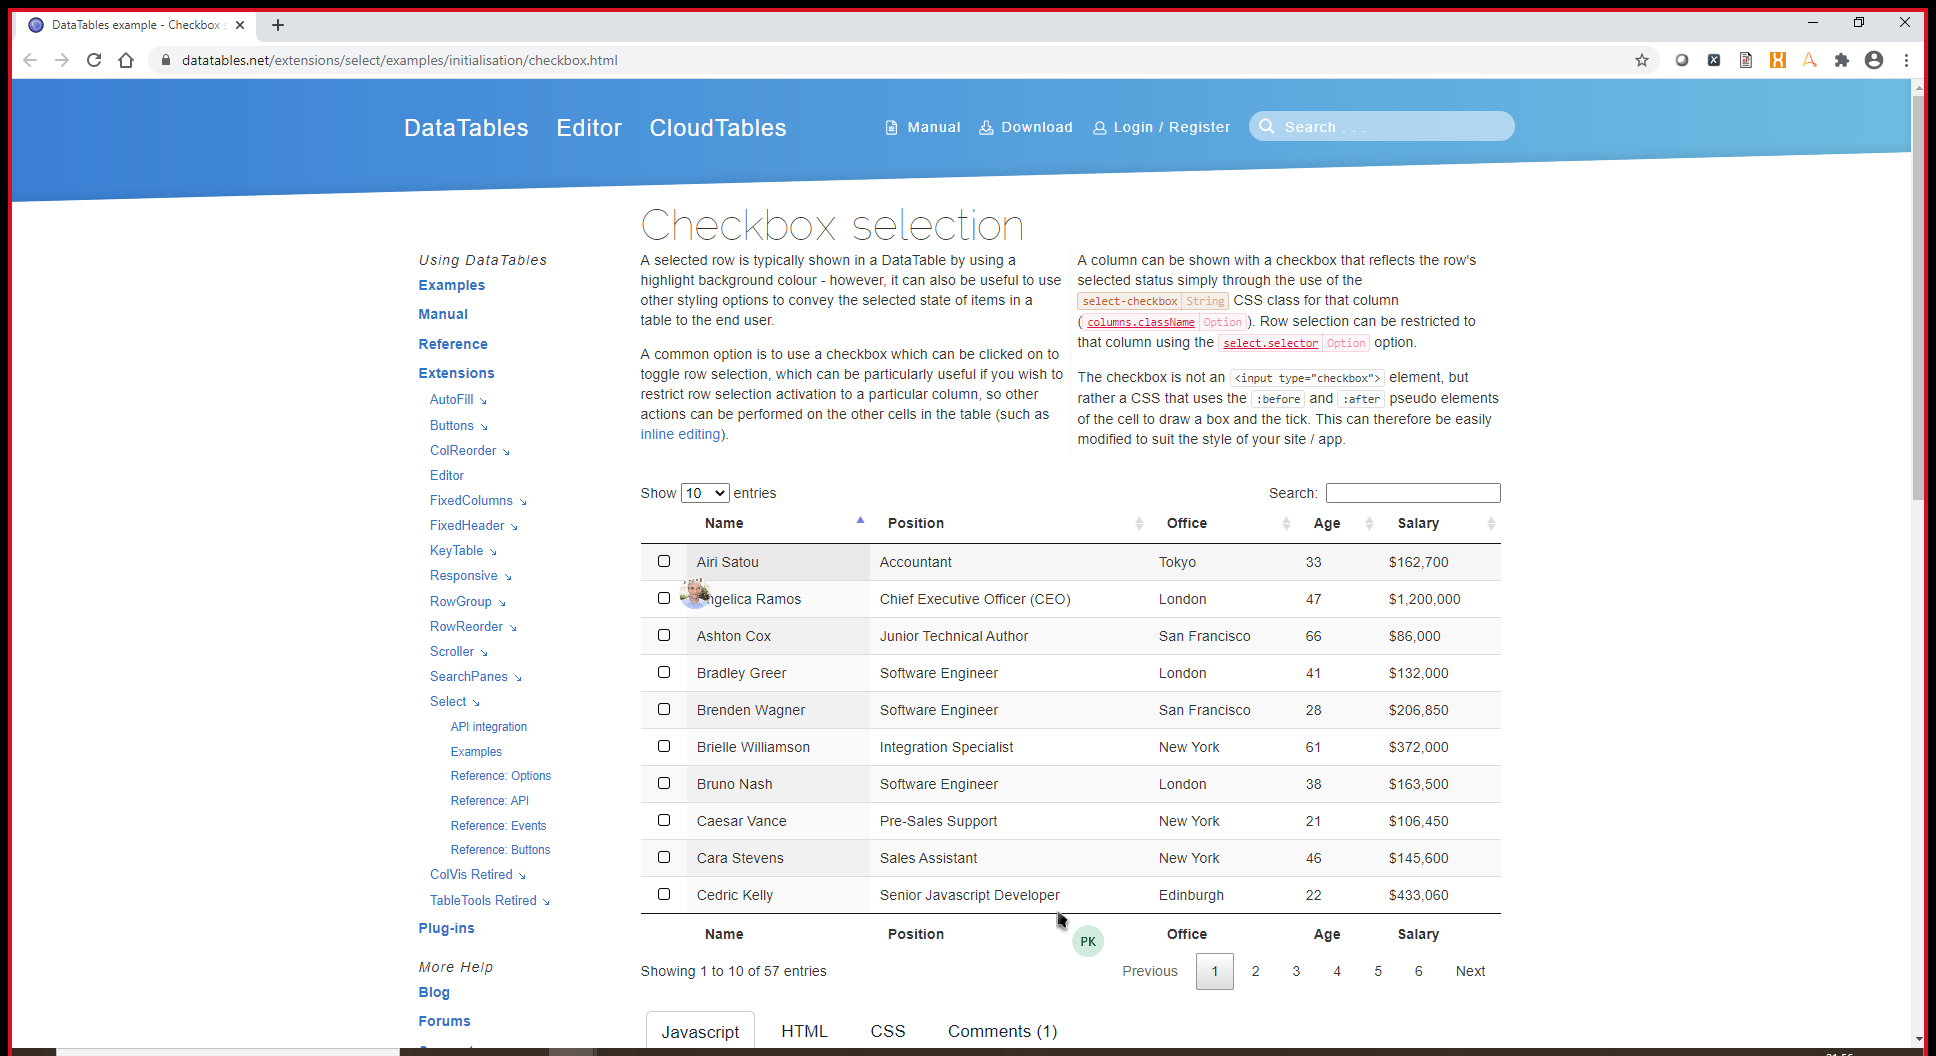 DataTables example - Checkbox s
datatables.net/extensions/select/examples/initialisation/checkbox.html
DataTables Editor CloudTables Manual Download Login / Register Search . . .
Checkbox selection
Using DataTables
Examples
Manual
Reference
Extensions
AutoFill
Buttons
ColReorder
Editor
FixedColumns
FixedHeader
KeyTable
Responsive
RowGroup
RowReorder
Scroller
SearchPanes
Select
API integration
Examples
Reference: Options
Reference: API
Reference: Events
Reference: Buttons
ColVis Retired
TableTools Retired
Plug-ins
More Help
Blog
Forums
A selected row is typically shown in a DataTable by using a
highlight background colour - however, it can also be useful to use
other styling options to convey the selected state of items in a
table to the end user.
A common option is to use a checkbox which can be clicked on to
toggle row selection, which can be particularly useful if you wish to
restrict row selection activation to a particular column, so other
actions can be performed on the other cells in the table (such as
inline editing).
A column can be shown with a checkbox that reflects the row's
selected status simply through the use of the
select-checkbox String CSS class for that column
(columns.className Option). Row selection can be restricted to
that column using the select.selector Option option.
The checkbox is not an <input type="checkbox"> element, but
rather a CSS that uses the :before and :after pseudo elements
of the cell to draw a box and the tick. This can therefore be easily
modified to suit the style of your site / app.
Show 10 entries Search:
Name Position Office Age Salary
Airi Satou Accountant Tokyo 33 $162,700
ngelica Ramos Chief Executive Officer (CEO) London 47 $1,200,000
Ashton Cox Junior Technical Author San Francisco 66 $86,000
Bradley Greer Software Engineer London 41 $132,000
Brenden Wagner Software Engineer San Francisco 28 $206,850
Brielle Williamson Integration Specialist New York 61 $372,000
Bruno Nash Software Engineer London 38 $163,500
Caesar Vance Pre-Sales Support New York 21 $106,450
Cara Stevens Sales Assistant New York 46 $145,600
Cedric Kelly Senior Javascript Developer Edinburgh 22 $433,060
Name Position Office Age Salary
PK
Showing 1 to 10 of 57 entries Previous 1 2 3 4 5 6 Next
Javascript HTML CSS Comments (1)